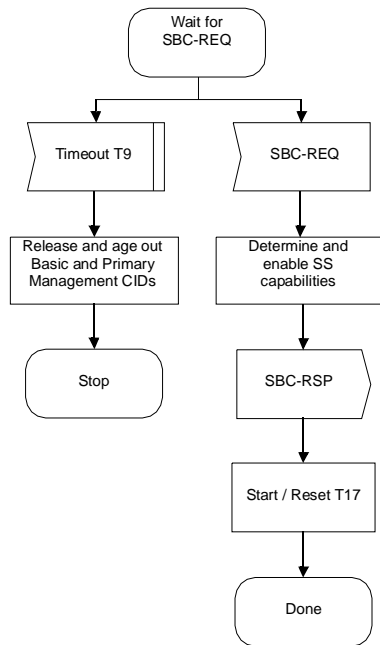 Wait for
SBC-REQ
Timeout T9
SBC-REQ
Release and age out
Basic and Primary
Management CIDs
Determine and
enable SS
capabilities
Stop
SBC-RSP
Start / Reset T17
Done